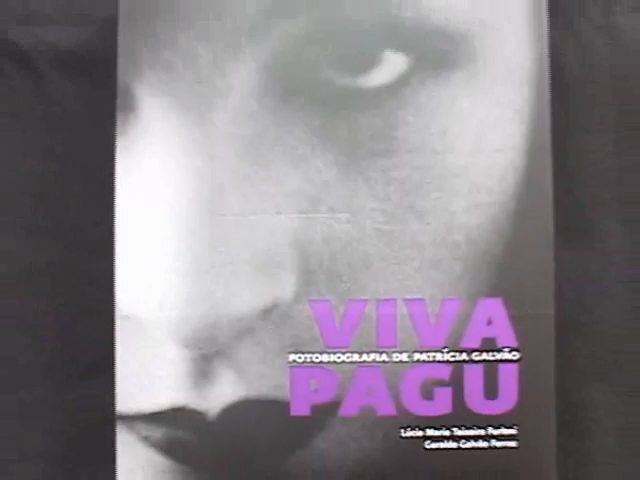 VIVA
FOTOBIOGRAFIA DE PATRÍCIA GALVÃO
PAGU
Lúcia Maria Teixeira Furlani
Geraldo Galvão Ferraz